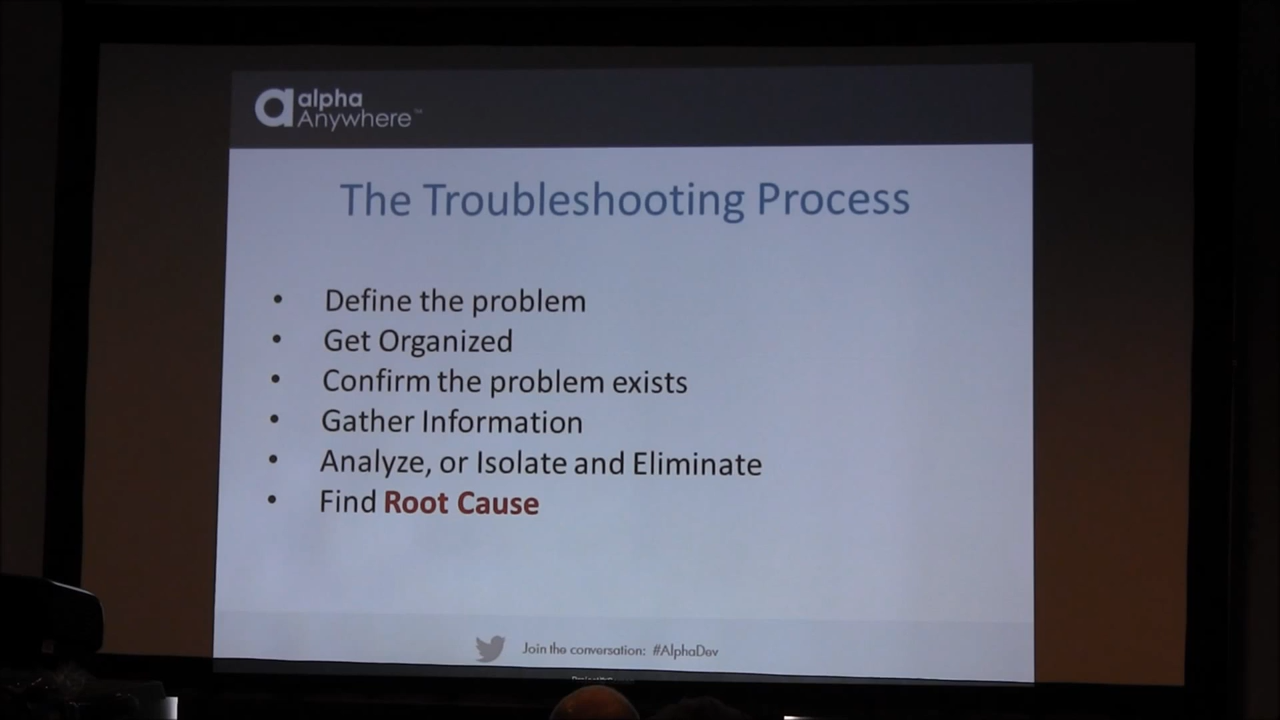 alpha
Anywhere™
The Troubleshooting Process
• Define the problem
• Get Organized
• Confirm the problem exists
• Gather Information
• Analyze, or Isolate and Eliminate
• Find Root Cause
Join the conversation: #AlphaDev